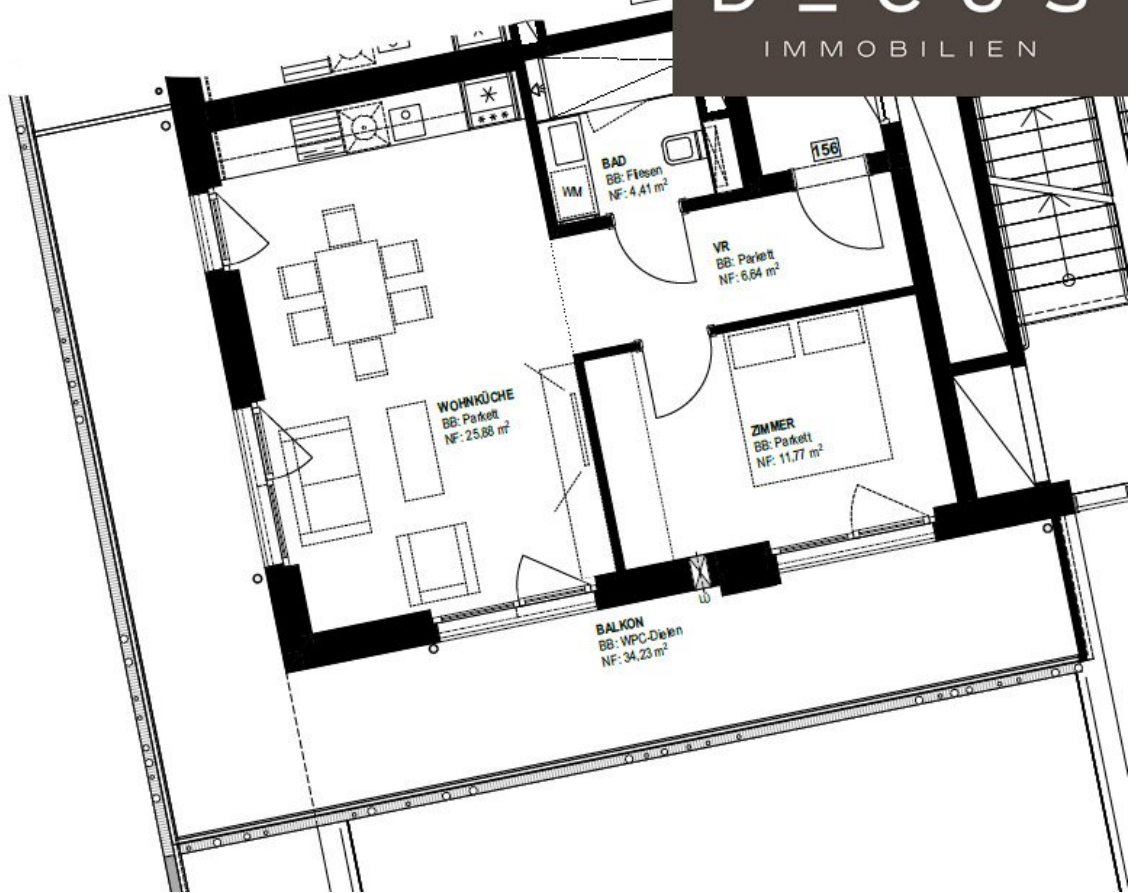 DECUS
IMMOBILIEN
156
BAD
BB: Fliesen
NF: 4,41 m²
WM
VR
BB: Parkett
NF: 6,64 m²
WOHNKÜCHE
BB: Parkett
NF: 25,88 m²
ZIMMER
BB: Parkett
NF: 11,77 m²
BALKON
BB: WPC-Dielen
NF: 34,23 m²